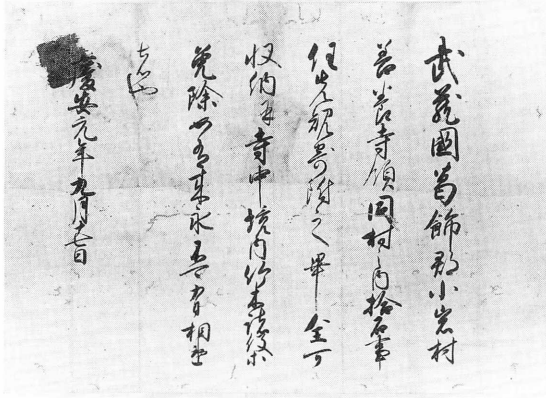 武蔵國葛飾郡小岩村
善養寺領同村内拾石事
任先規寄附之畢全可
収納并寺中境内竹木諸役等
免除如有来永不可有相違
者也
慶安元年九月十七日